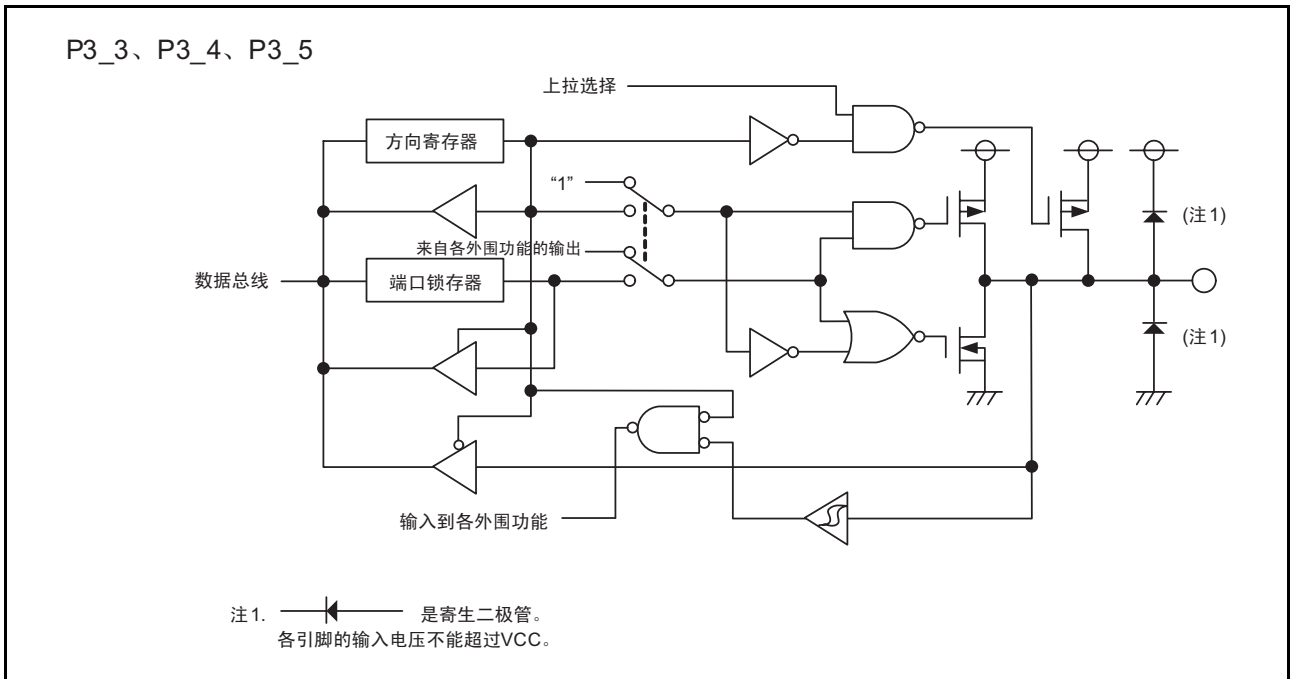 P3_3、P3_4、P3_5
上拉选择
方向寄存器
“1”
(注1)
来自各外围功能的输出
数据总线
端口锁存器
(注1)
输入到各外围功能
注1.
是寄生二极管。
各引脚的输入电压不能超过VCC。